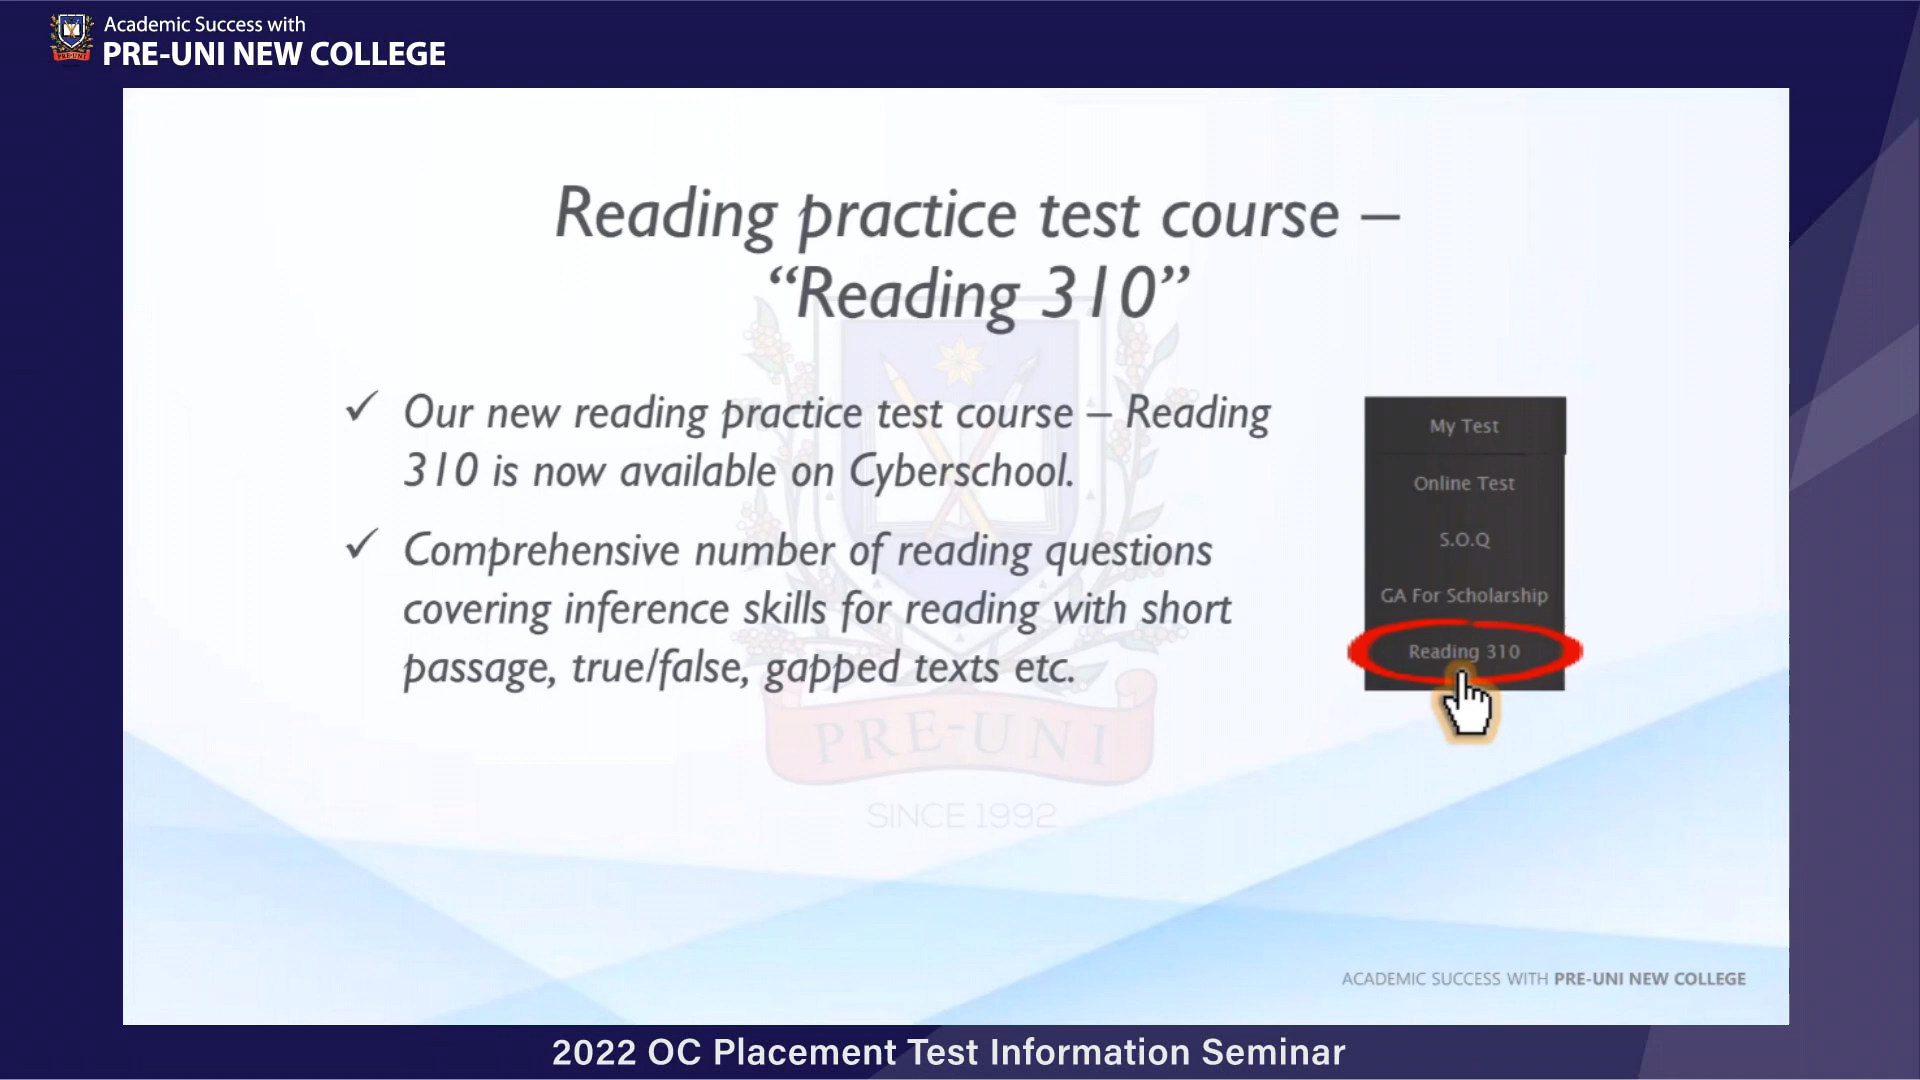 Academic Success with
PRE-UNI NEW COLLEGE
PRE-UNI
Reading practice test course –
“Reading 310”
✓ Our new reading practice test course – Reading
310 is now available on Cyberschool.
✓ Comprehensive number of reading questions
covering inference skills for reading with short
passage, true/false, gapped texts etc.
My Test
Online Test
S.O.Q
GA For Scholarship
Reading 310
PRE-UNI
SINCE 1992
ACADEMIC SUCCESS WITH PRE-UNI NEW COLLEGE
2022 OC Placement Test Information Seminar